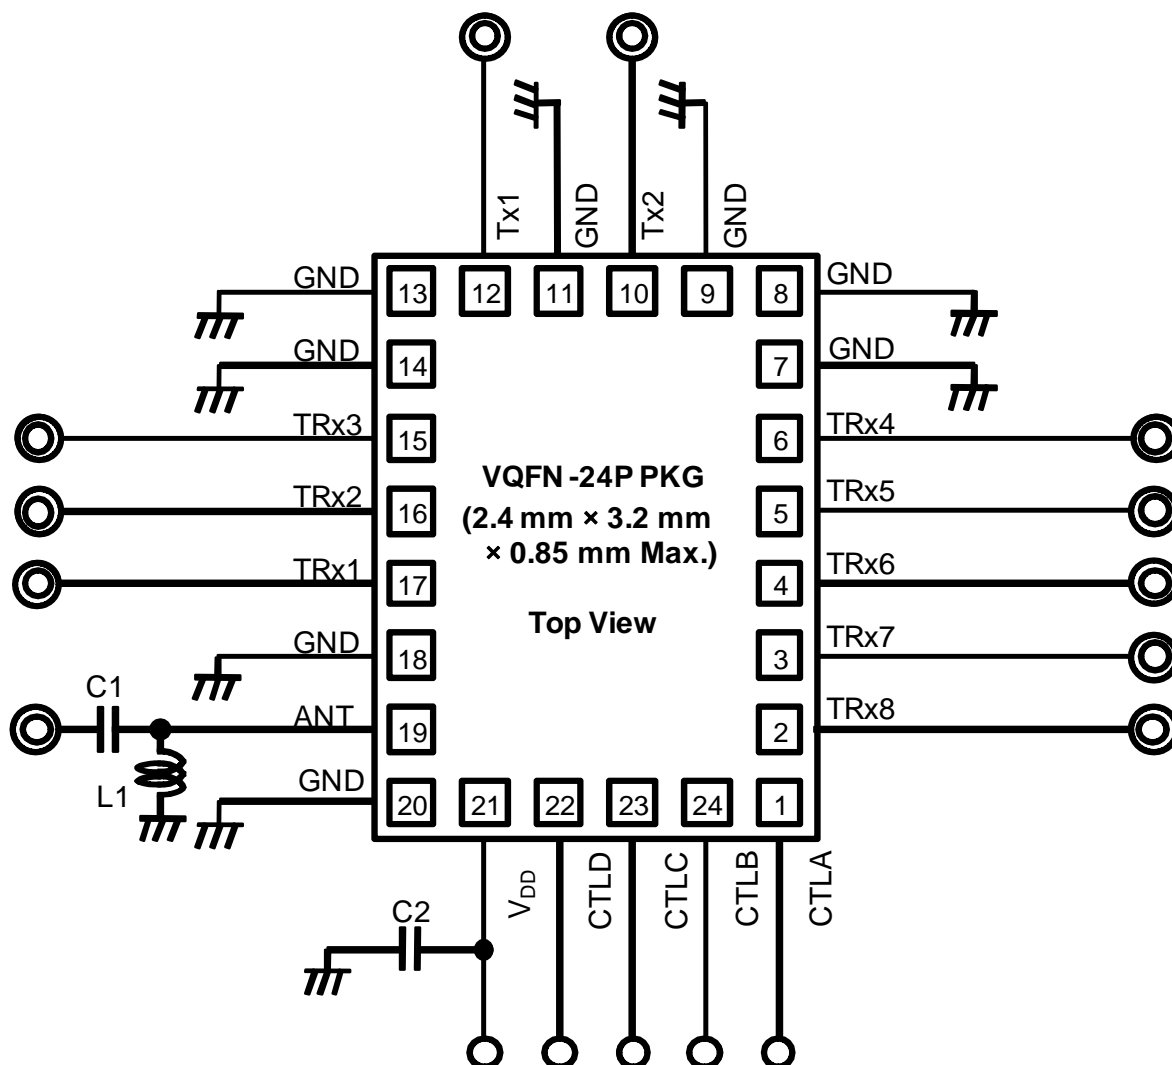 Tx1
GND
Tx2
GND
GND
13
12
11
10
9
8
GND
GND
14
7
GND
TRx3
15
6
TRx4
VQFN -24P PKG
(2.4 mm × 3.2 mm
× 0.85 mm Max.)
Top View
TRx2
16
5
TRx5
TRx1
17
4
TRx6
GND
18
3
TRx7
C1
ANT
19
2
TRx8
L1
GND
20
21
22
23
24
1
VDD
CTLD
CTLC
CTLB
CTLA
C2